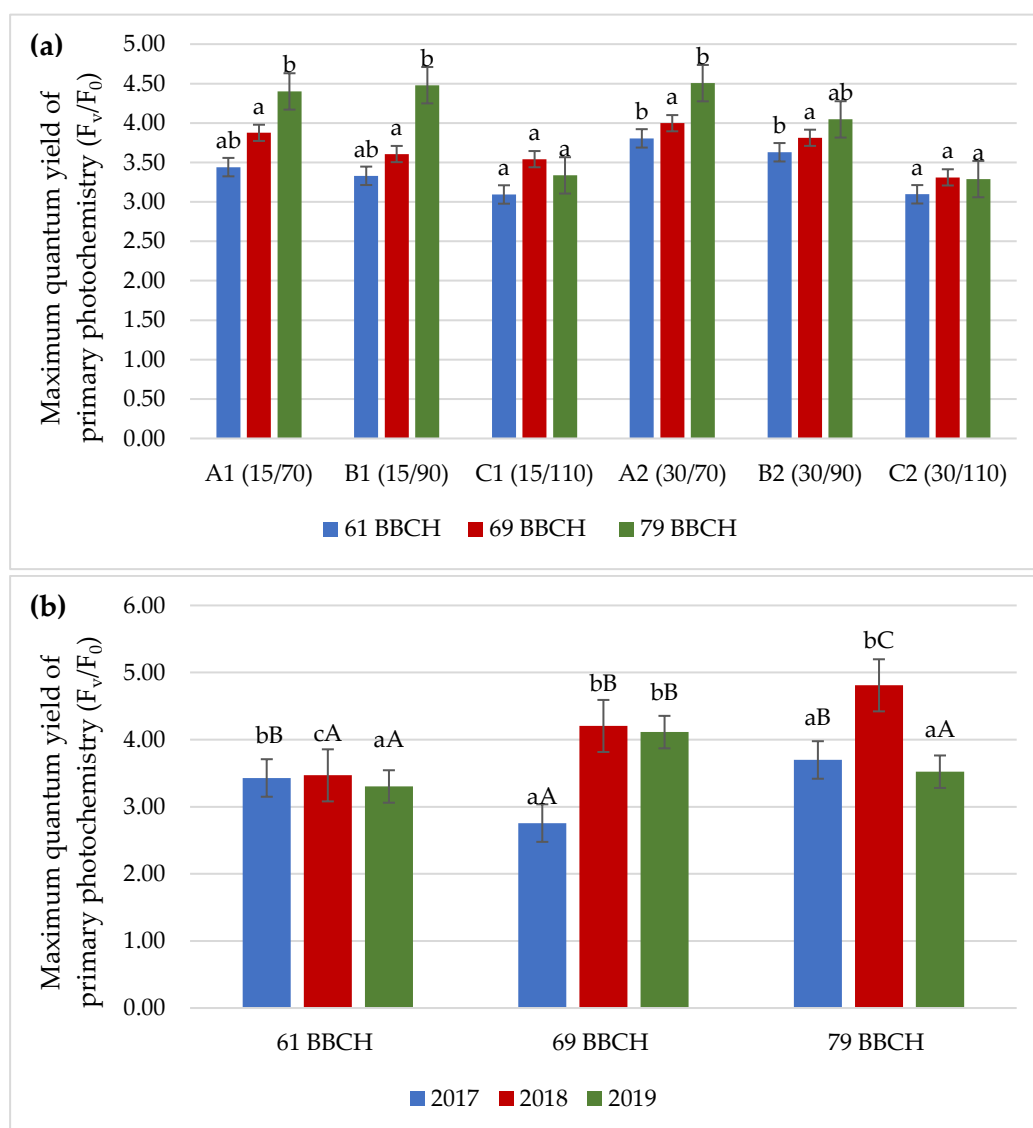 (a)
Maximum quantum yield of
primary photochemistry (Fv/F0)
5.00
4.50
4.00
3.50
3.00
2.50
2.00
1.50
1.00
0.50
0.00
ab a b
ab a b
a a a
b a b
b a ab
a a a
A1 (15/70) B1 (15/90) C1 (15/110) A2 (30/70) B2 (30/90) C2 (30/110)
61 BBCH 69 BBCH 79 BBCH
(b)
Maximum quantum yield of
primary photochemistry (Fv/F0)
6.00
5.00
4.00
3.00
2.00
1.00
0.00
bB cA aA
aA bB bB
aB bC aA
61 BBCH 69 BBCH 79 BBCH
2017 2018 2019